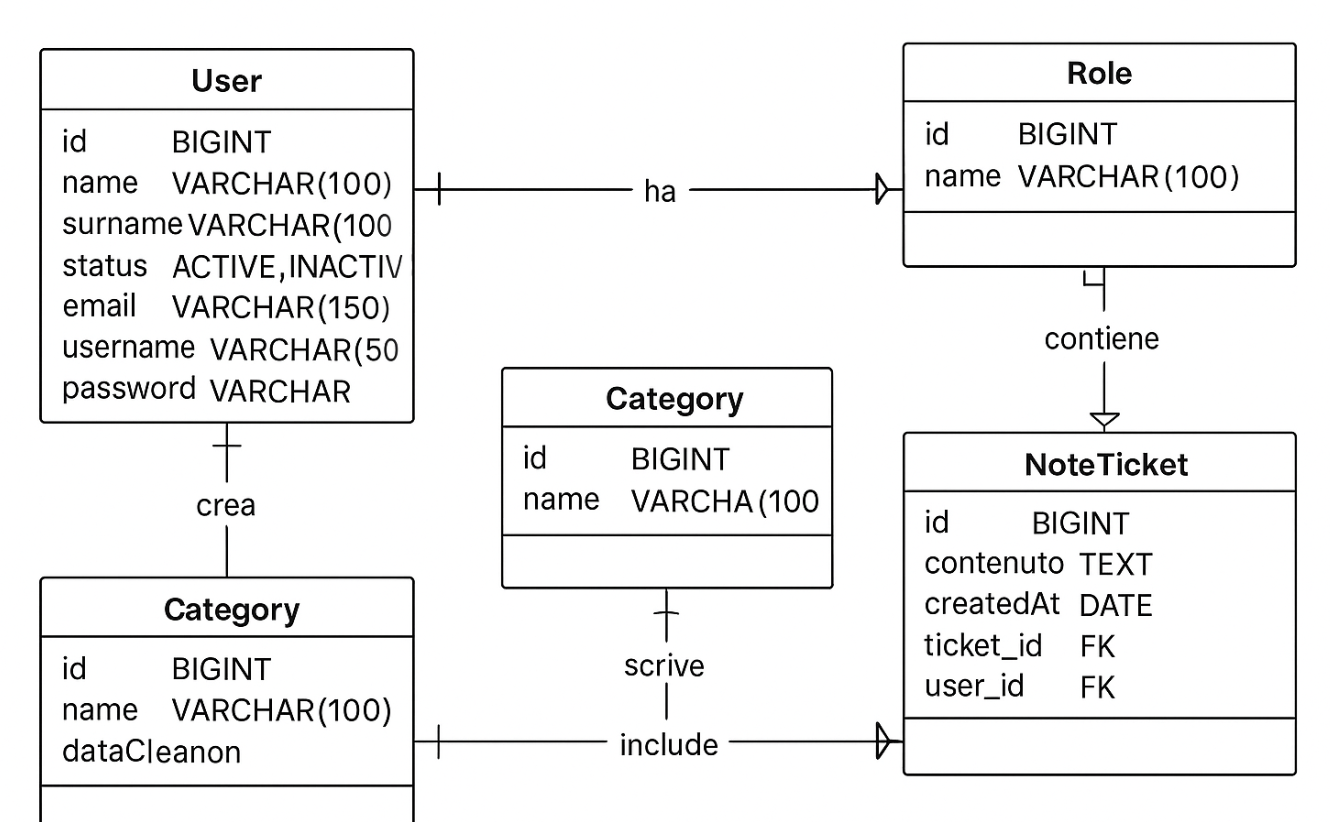 User
id BIGINT
name VARCHAR(100)
surname VARCHAR(100
status ACTIVE,INACTIV
email VARCHAR(150)
username VARCHAR(50
password VARCHAR
ha
Role
id BIGINT
name VARCHAR(100)
contiene
crea
Category
id BIGINT
name VARCHA(100
scrive
NoteTicket
id BIGINT
contenuto TEXT
createdAt DATE
ticket_id FK
user_id FK
Category
id BIGINT
name VARCHAR(100)
dataCleanon
include